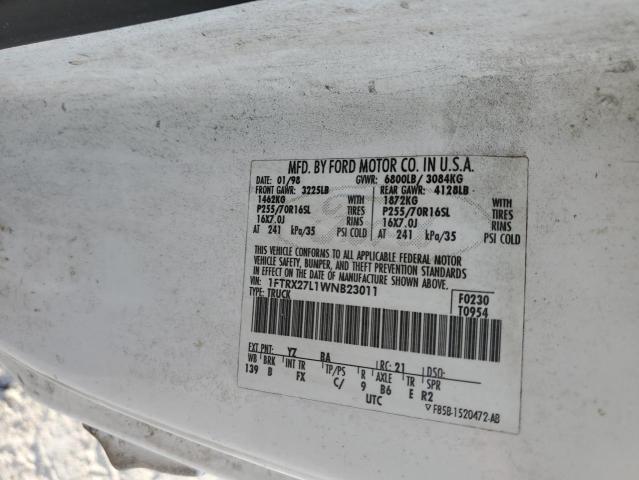 MFD. BY FORD MOTOR CO. IN U.S.A.
DATE: 01/98 GVWR: 6800LB/ 3084KG
FRONT GAWR: 3225LB REAR GAWR: 4128LB
1462KG WITH 1872KG WITH
P255/70R16SL TIRES P255/70R16SL TIRES
16X7.0J RIMS 16X7.0J RIMS
AT 241 kPa/35 PSI COLD AT 241 kPa/35 PSI COLD
THIS VEHICLE CONFORMS TO ALL APPLICABLE FEDERAL MOTOR
VEHICLE SAFETY, BUMPER, AND THEFT PREVENTION STANDARDS
IN EFFECT ON THE DATE OF MANUFACTURE SHOWN ABOVE.
VIN: 1FTRX27L1WNB23011 F0230
TYPE: TRUCK T0954
EXT PNT: YZ BA RC: 21 DSO:
WB BRK INT TR TP/PS R AXLE TR SPR
139 B FX C/ 9 B6 E R2
UTC ▽F85B-1520472-AB